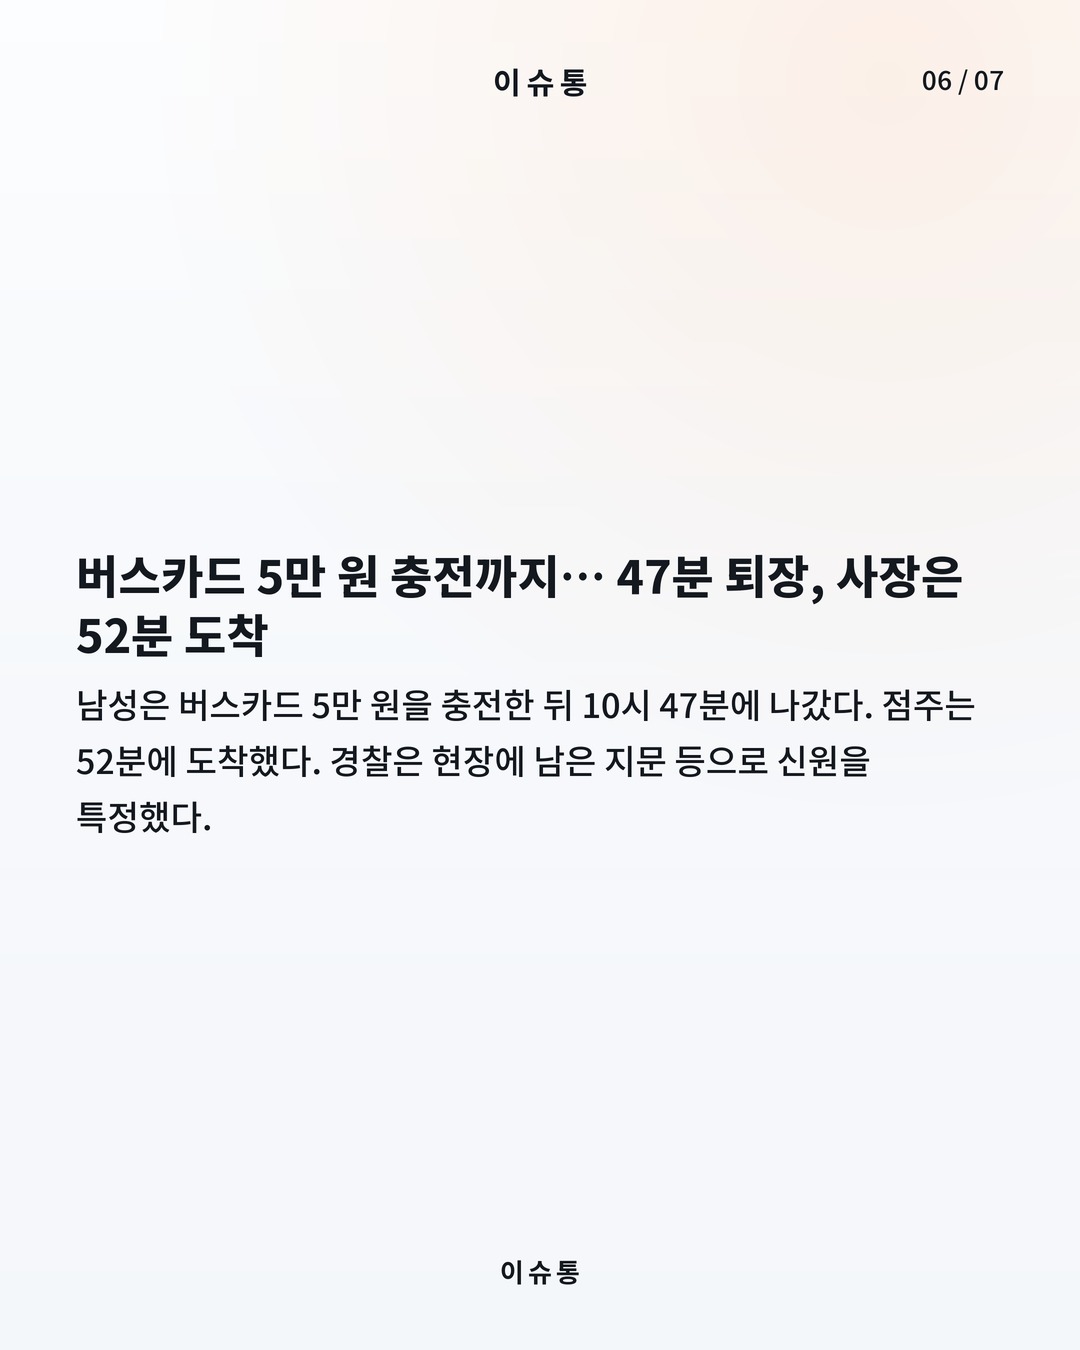 이슈통
06 / 07
버스카드 5만 원 충전까지… 47분 퇴장, 사장은
52분 도착
남성은 버스카드 5만 원을 충전한 뒤 10시 47분에 나갔다. 점주는
52분에 도착했다. 경찰은 현장에 남은 지문 등으로 신원을
특정했다.
이슈통